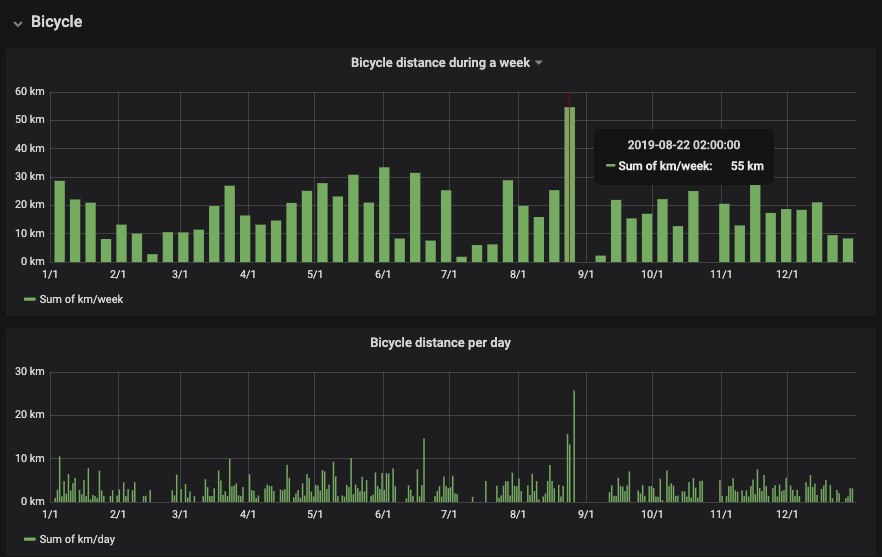 Bicycle
Bicycle distance during a week
60 km
50 km
40 km
30 km
20 km
10 km
0 km
1/1 2/1 3/1 4/1 5/1 6/1 7/1 8/1 9/1 10/1 11/1 12/1
2019-08-22 02:00:00
Sum of km/week: 55 km
Sum of km/week
Bicycle distance per day
30 km
20 km
10 km
0 km
1/1 2/1 3/1 4/1 5/1 6/1 7/1 8/1 9/1 10/1 11/1 12/1
Sum of km/day